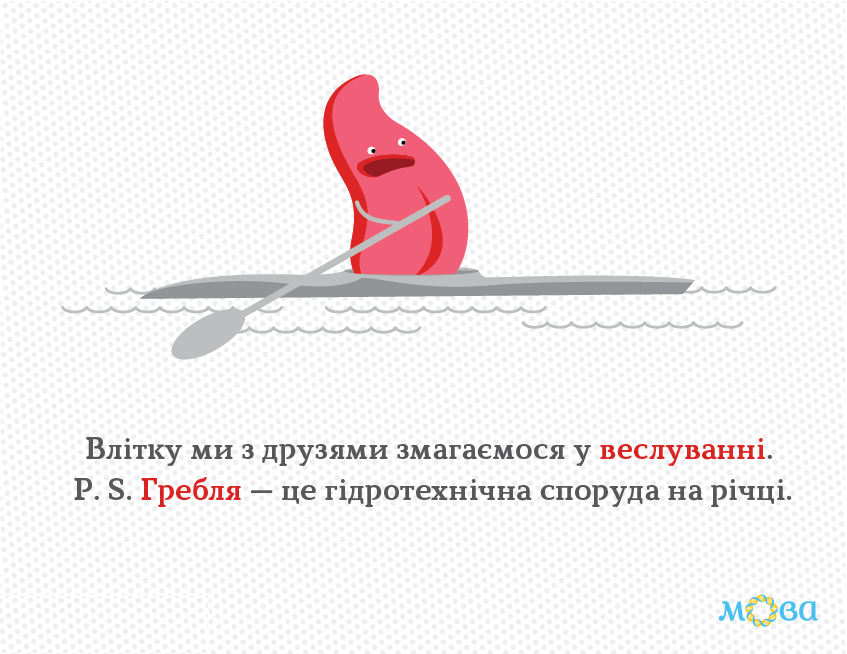 Влітку ми з друзями змагаємося у веслуванні.
P. S. Гребля — це гідротехнічна споруда на річці.
мова